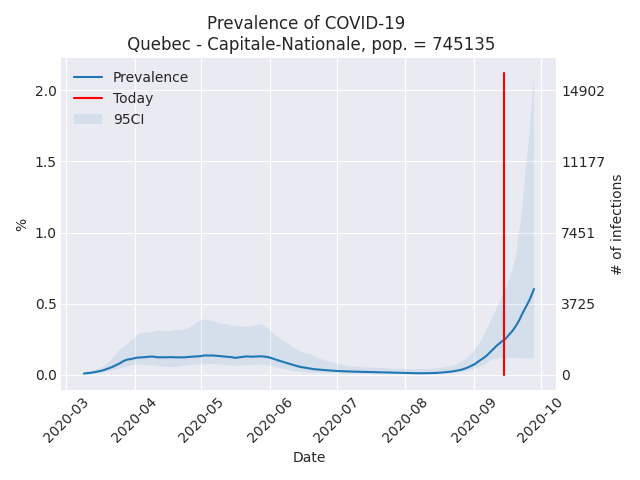 Prevalence of COVID-19
Quebec - Capitale-Nationale, pop. = 745135
Prevalence
Today
95CI
2.0
1.5
1.0
0.5
0.0
%
14902
11177
7451
3725
0
# of infections
2020-03
2020-04
2020-05
2020-06
2020-07
2020-08
2020-09
2020-10
Date